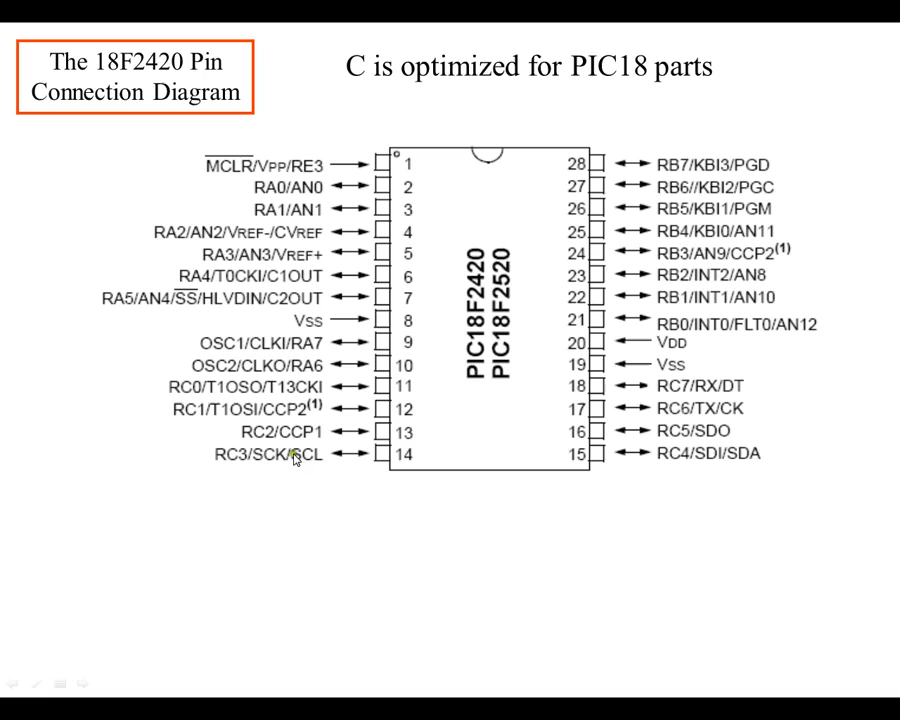 The 18F2420 Pin
Connection Diagram
C is optimized for PIC18 parts
MCLR/VPP/RE3
RA0/AN0
RA1/AN1
RA2/AN2/VREF-/CVREF
RA3/AN3/VREF+
RA4/T0CKI/C1OUT
RA5/AN4/SS/HLVDIN/C2OUT
VSS
OSC1/CLKI/RA7
OSC2/CLKO/RA6
RC0/T1OSO/T13CKI
RC1/T1OSI/CCP2(1)
RC2/CCP1
RC3/SCK/SCL
1
2
3
4
5
6
7
8
9
10
11
12
13
14
PIC18F2420
PIC18F2520
28
27
26
25
24
23
22
21
20
19
18
17
16
15
RB7/KBI3/PGD
RB6//KBI2/PGC
RB5/KBI1/PGM
RB4/KBI0/AN11
RB3/AN9/CCP2(1)
RB2/INT2/AN8
RB1/INT1/AN10
RB0/INT0/FLT0/AN12
VDD
VSS
RC7/RX/DT
RC6/TX/CK
RC5/SDO
RC4/SDI/SDA